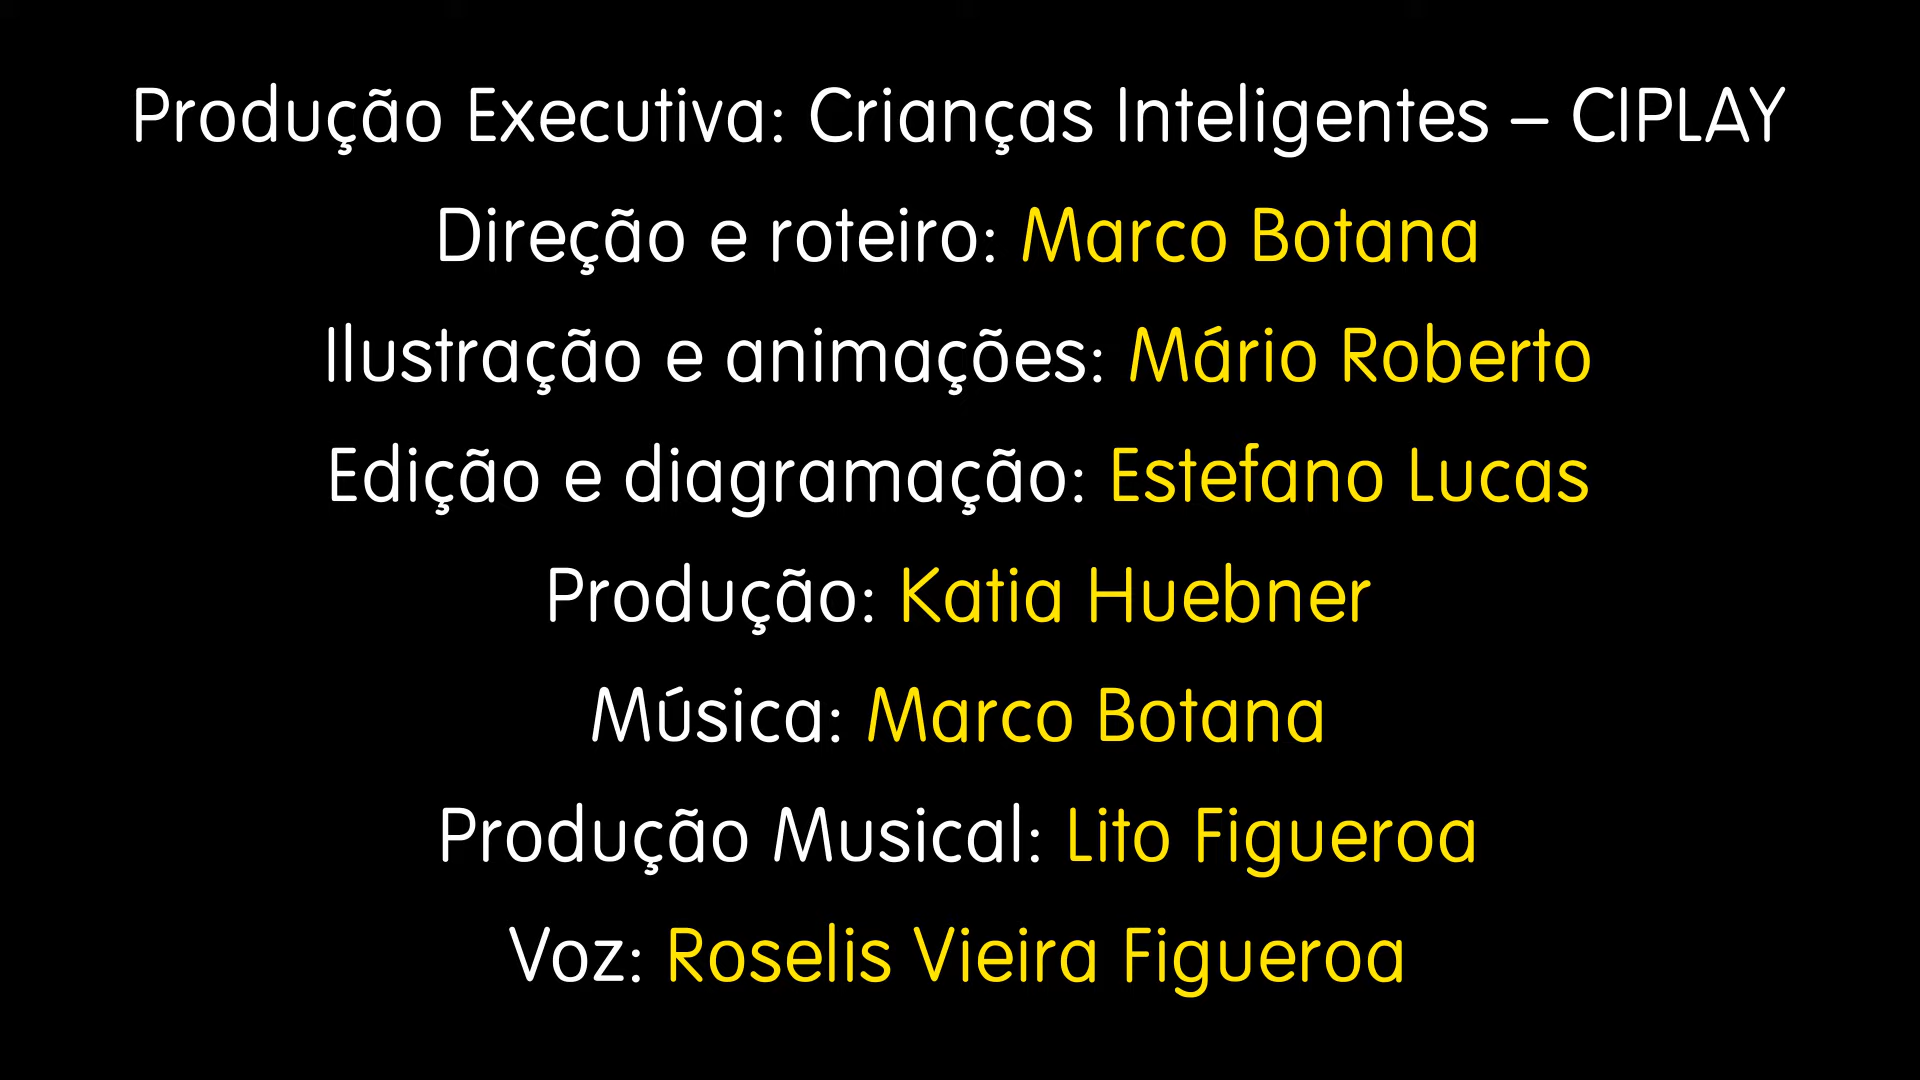 Produção Executiva: Crianças Inteligentes – CIPLAY
Direção e roteiro: Marco Botana
Ilustração e animações: Mário Roberto
Edição e diagramação: Estefano Lucas
Produção: Katia Huebner
Música: Marco Botana
Produção Musical: Lito Figueroa
Voz: Roselis Vieira Figueroa